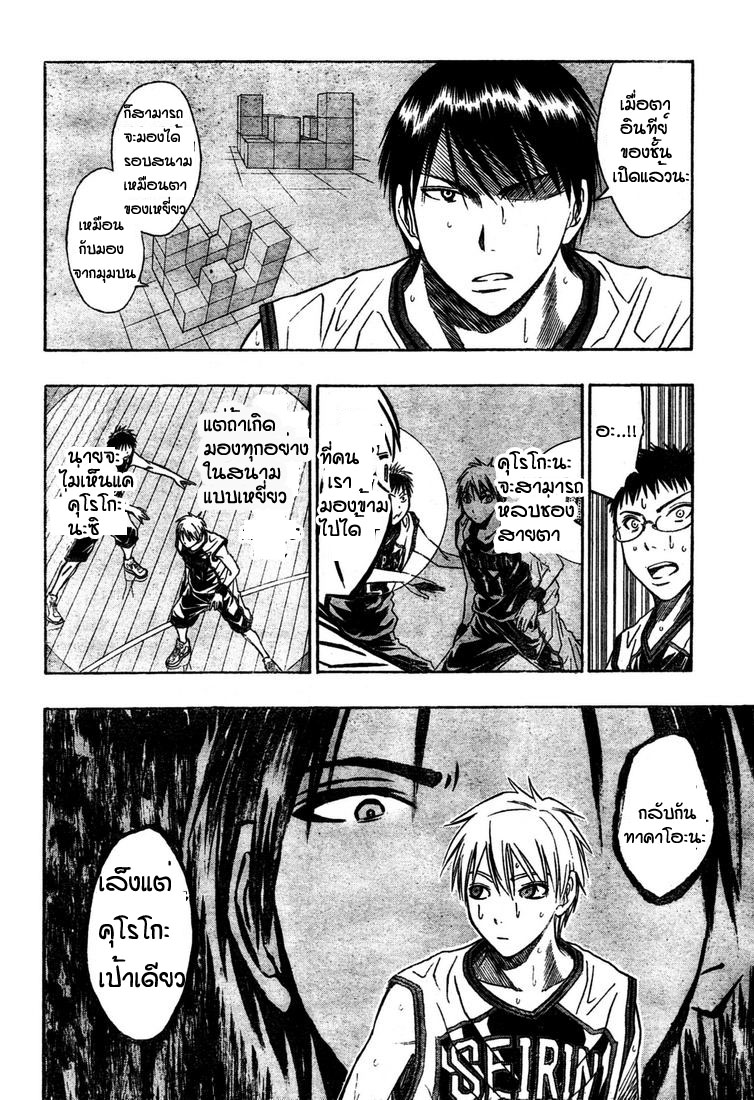 เมื่อตา
อินทีย์
ของชั้น
เปิดแล้วนะ
ก็สามารถ
จะมองได้
รอบสนาม
เหมือนตา
ของเหยี่ยว
เหมือน
กับมอง
จากมุมบน
อะ..!!
คุโรโกะนะ
จะสามารถ
หลบช่อง
สายตา
ที่คน
เรา
มองข้าม
ไปได้
แต่ถ้าเกิด
มองทุกอย่าง
ในสนาม
แบบเหยี่ยว
นายจะ
ไม่เห็นแค่
คุโรโกะ
นะซิ
กลับกัน
ทาคาโอะนะ
เล็งแต่
คุโรโกะ
เป้าเดียว
SEIRIN